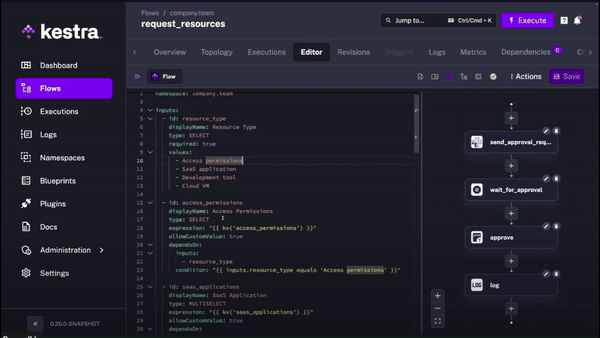 kestra
Dashboard
Flows
Executions
Logs
Namespaces
Blueprints
Plugins
Docs
Administration
Settings
«
0.20.0-SNAPSHOT
Flows / company.team
request_resources
Jump to...
Ctrl/Cmd + K
Execute
Overview
Topology
Executions
Editor
Revisions
Triggers
Logs
Metrics
Dependencies 0
Flow
Actions
Save
2 namespace: company.team
3
4 inputs:
5 - id: resource_type
6 displayName: Resource Type
7 type: SELECT
8 required: true
9 values:
10 - Access permissions
11 - SaaS application
12 - Development tool
13 - Cloud VM
14
15 - id: access_permissions
16 displayName: Access Permissions
17 type: SELECT
18 expression: "{{ kv('access_permissions') }}"
19 allowCustomValue: true
20 dependsOn:
21 inputs:
22 - resource_type
23 condition: "{{ inputs.resource_type equals 'Access permissions' }}"
24
25 - id: saas_applications
26 displayName: SaaS Application
27 type: MULTISELECT
28 expression: "{{ kv('saas_applications') }}"
29 allowCustomValue: true
30 dependsOn:
send_approval_req...
wait_for_approval
approve
LOG log